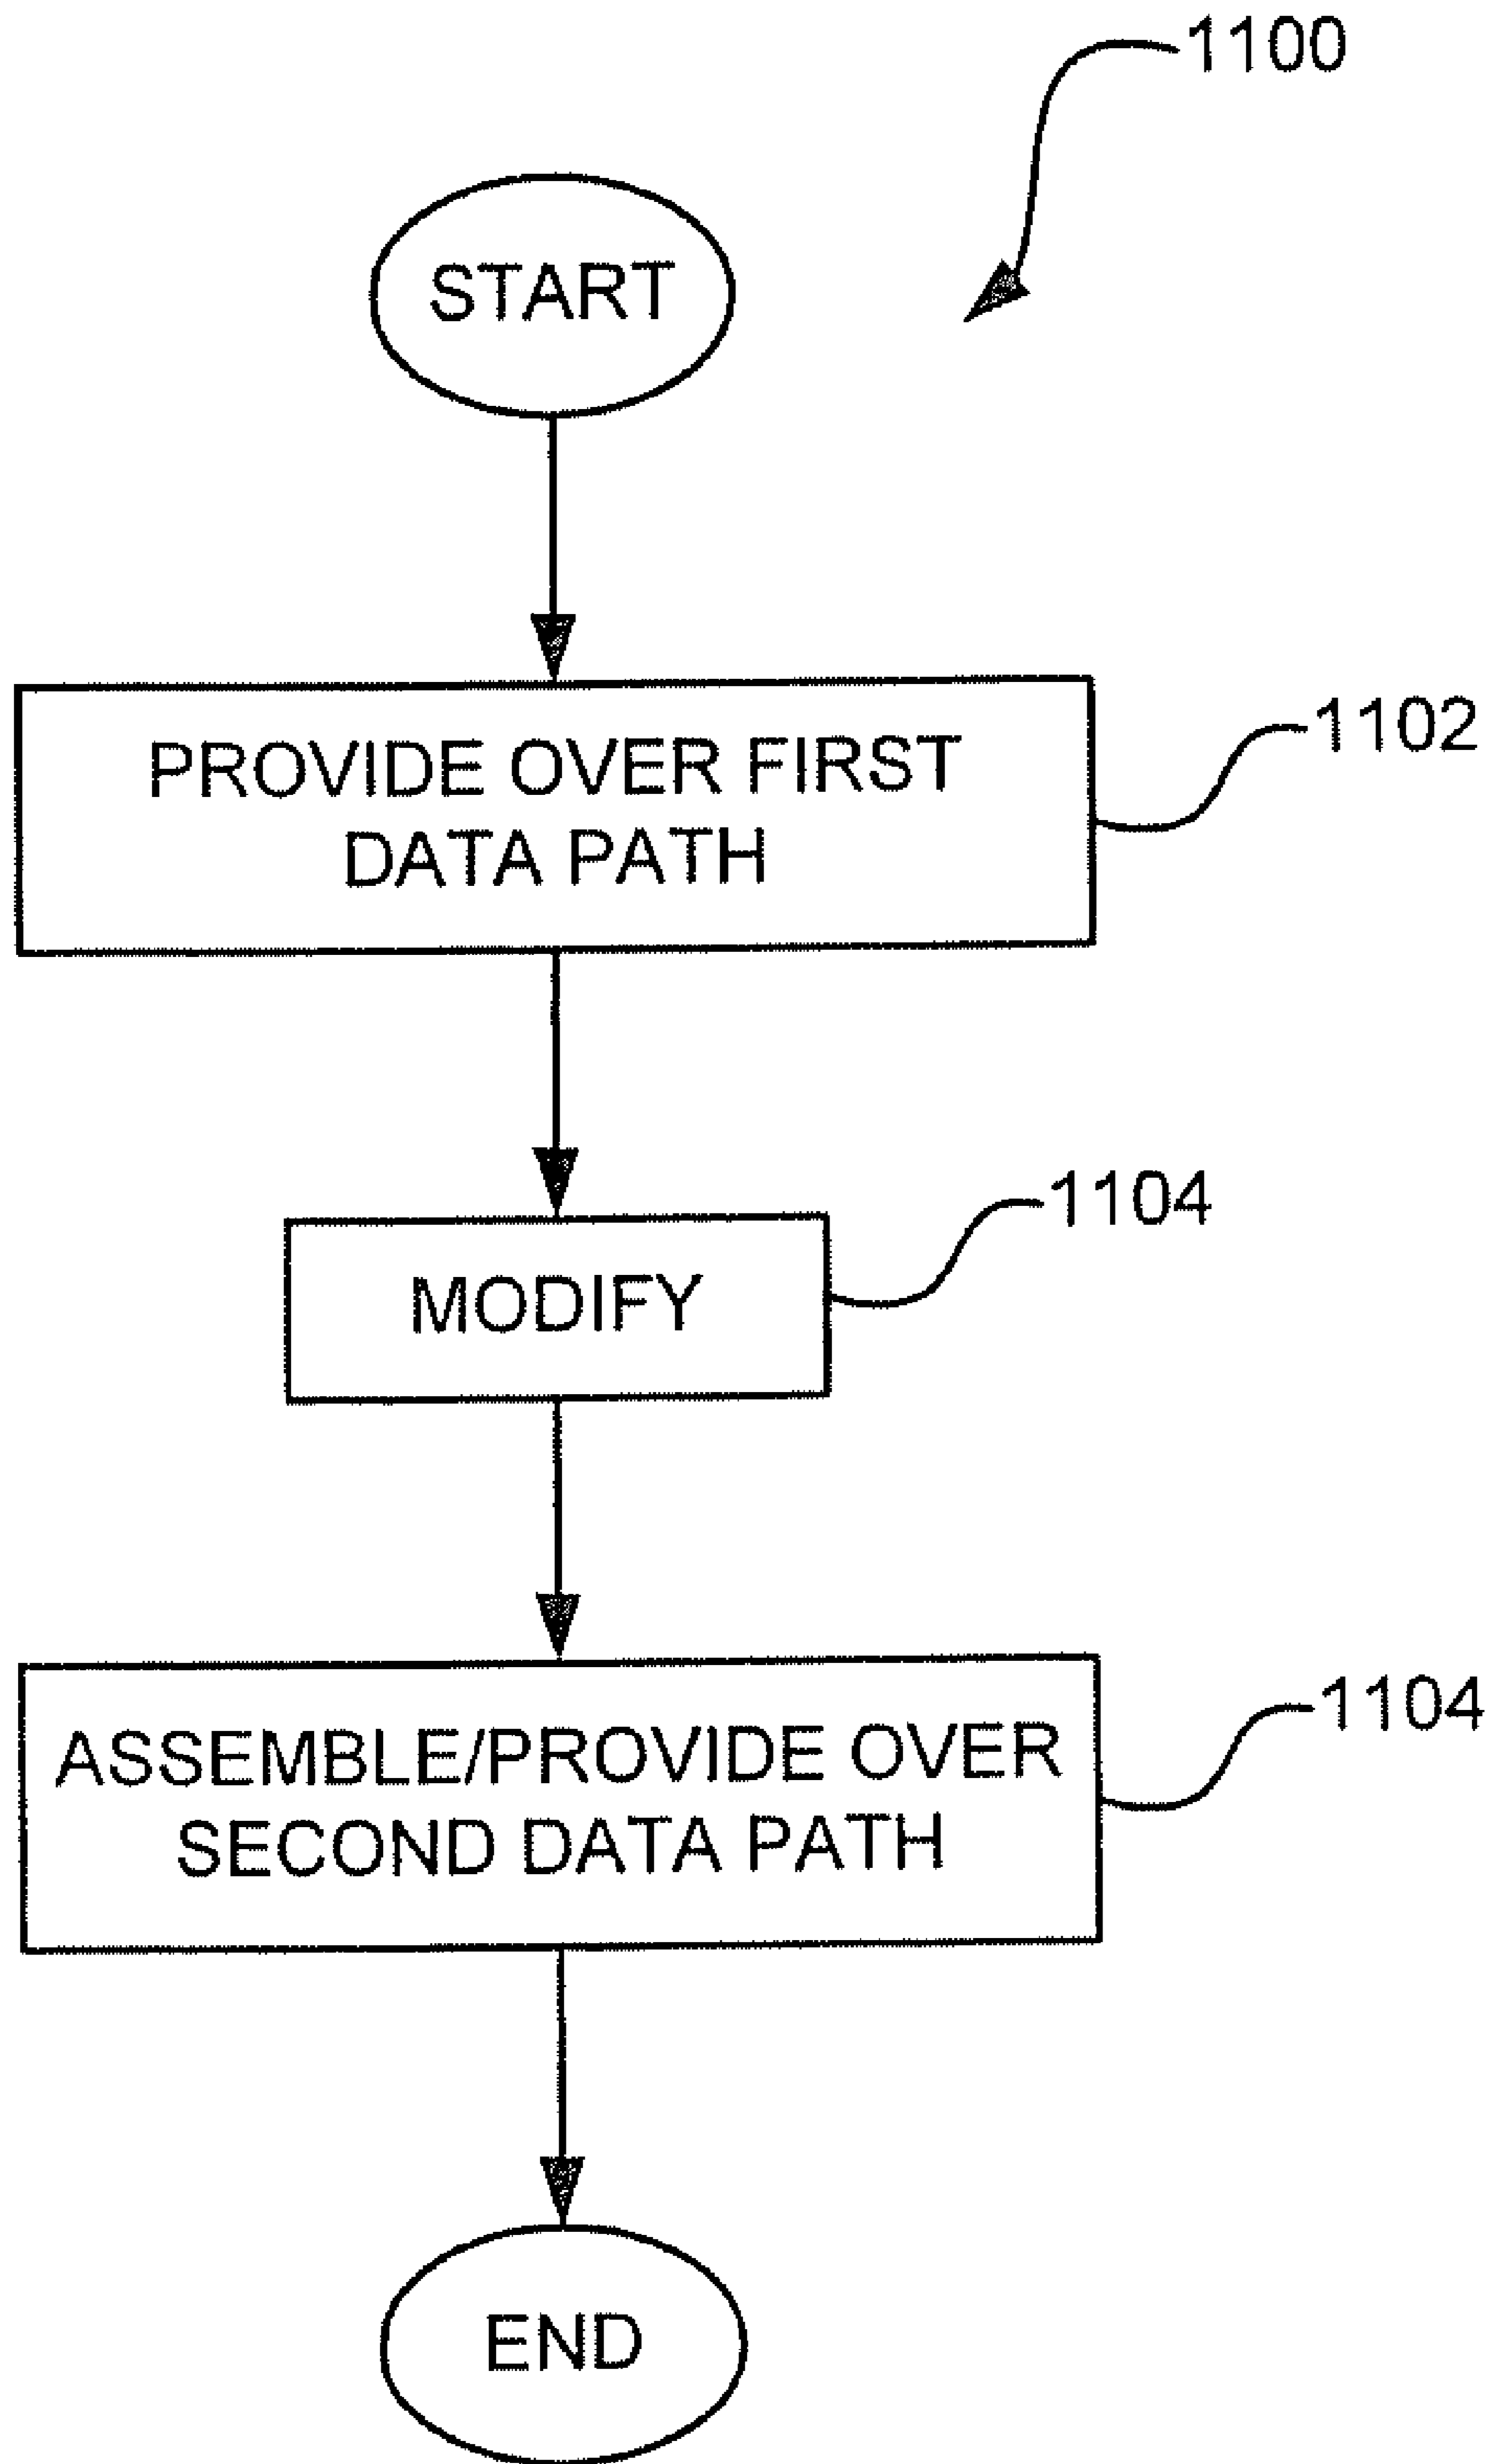 1100
START
PROVIDE OVER FIRST
DATA PATH
1102
MODIFY
1104
ASSEMBLE/PROVIDE OVER
SECOND DATA PATH
1104
END